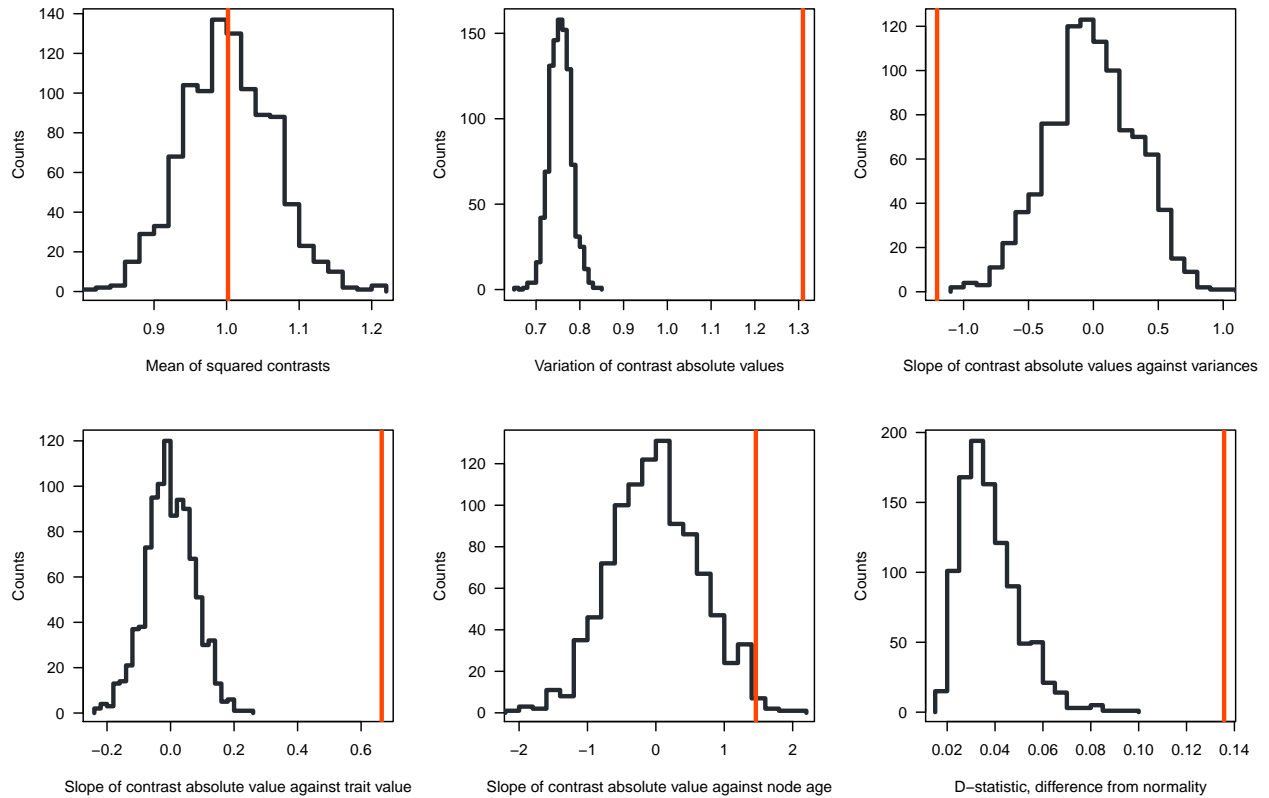 140
120
100
80
60
40
20
0
Counts
0.9 1.0 1.1 1.2
Mean of squared contrasts
150
100
50
0
Counts
0.7 0.8 0.9 1.0 1.1 1.2 1.3
Variation of contrast absolute values
120
100
80
60
40
20
0
Counts
−1.0 −0.5 0.0 0.5 1.0
Slope of contrast absolute values against variances
120
100
80
60
40
20
0
Counts
−0.2 0.0 0.2 0.4 0.6
Slope of contrast absolute value against trait value
120
100
80
60
40
20
0
Counts
−2 −1 0 1 2
Slope of contrast absolute value against node age
200
150
100
50
0
Counts
0.02 0.04 0.06 0.08 0.10 0.12 0.14
D−statistic, difference from normality